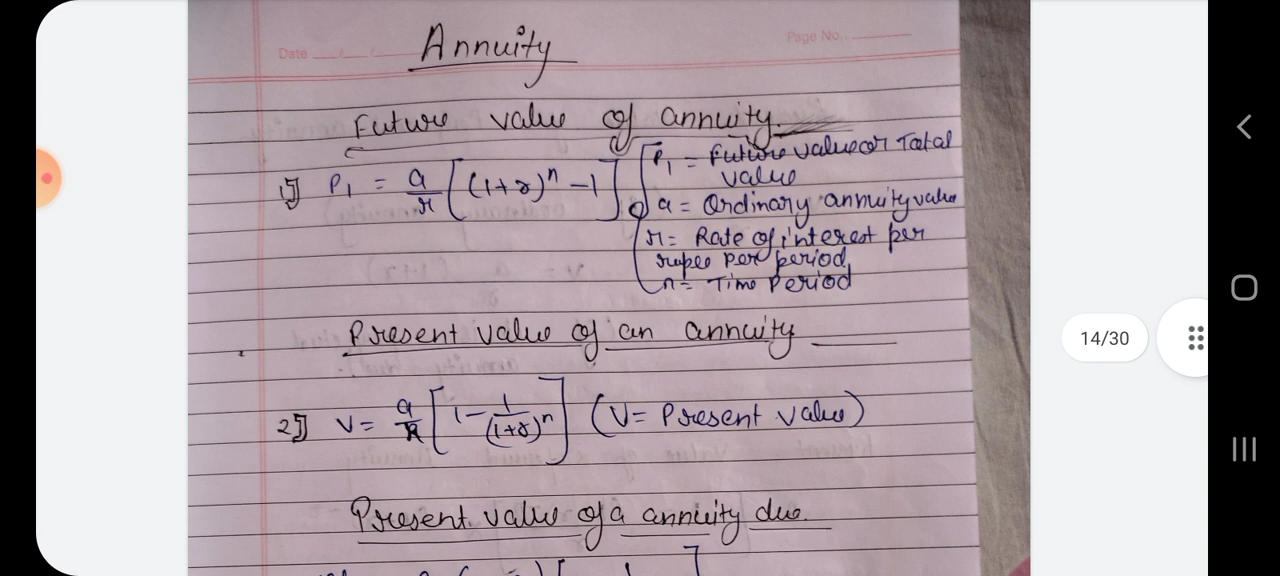 Date
Page No.
Annuity
Future value of annuity.
1] P₁ = a/r [(1+r)ⁿ - 1]
P₁ = Future value or Total
value
a = Ordinary annuity value
r = Rate of interest per
rupee per period
n = Time Period
Present value of an annuity
2] V = a/r [1 - 1/(1+r)ⁿ] (V = Present value)
Present value of a annuity due.
14/30